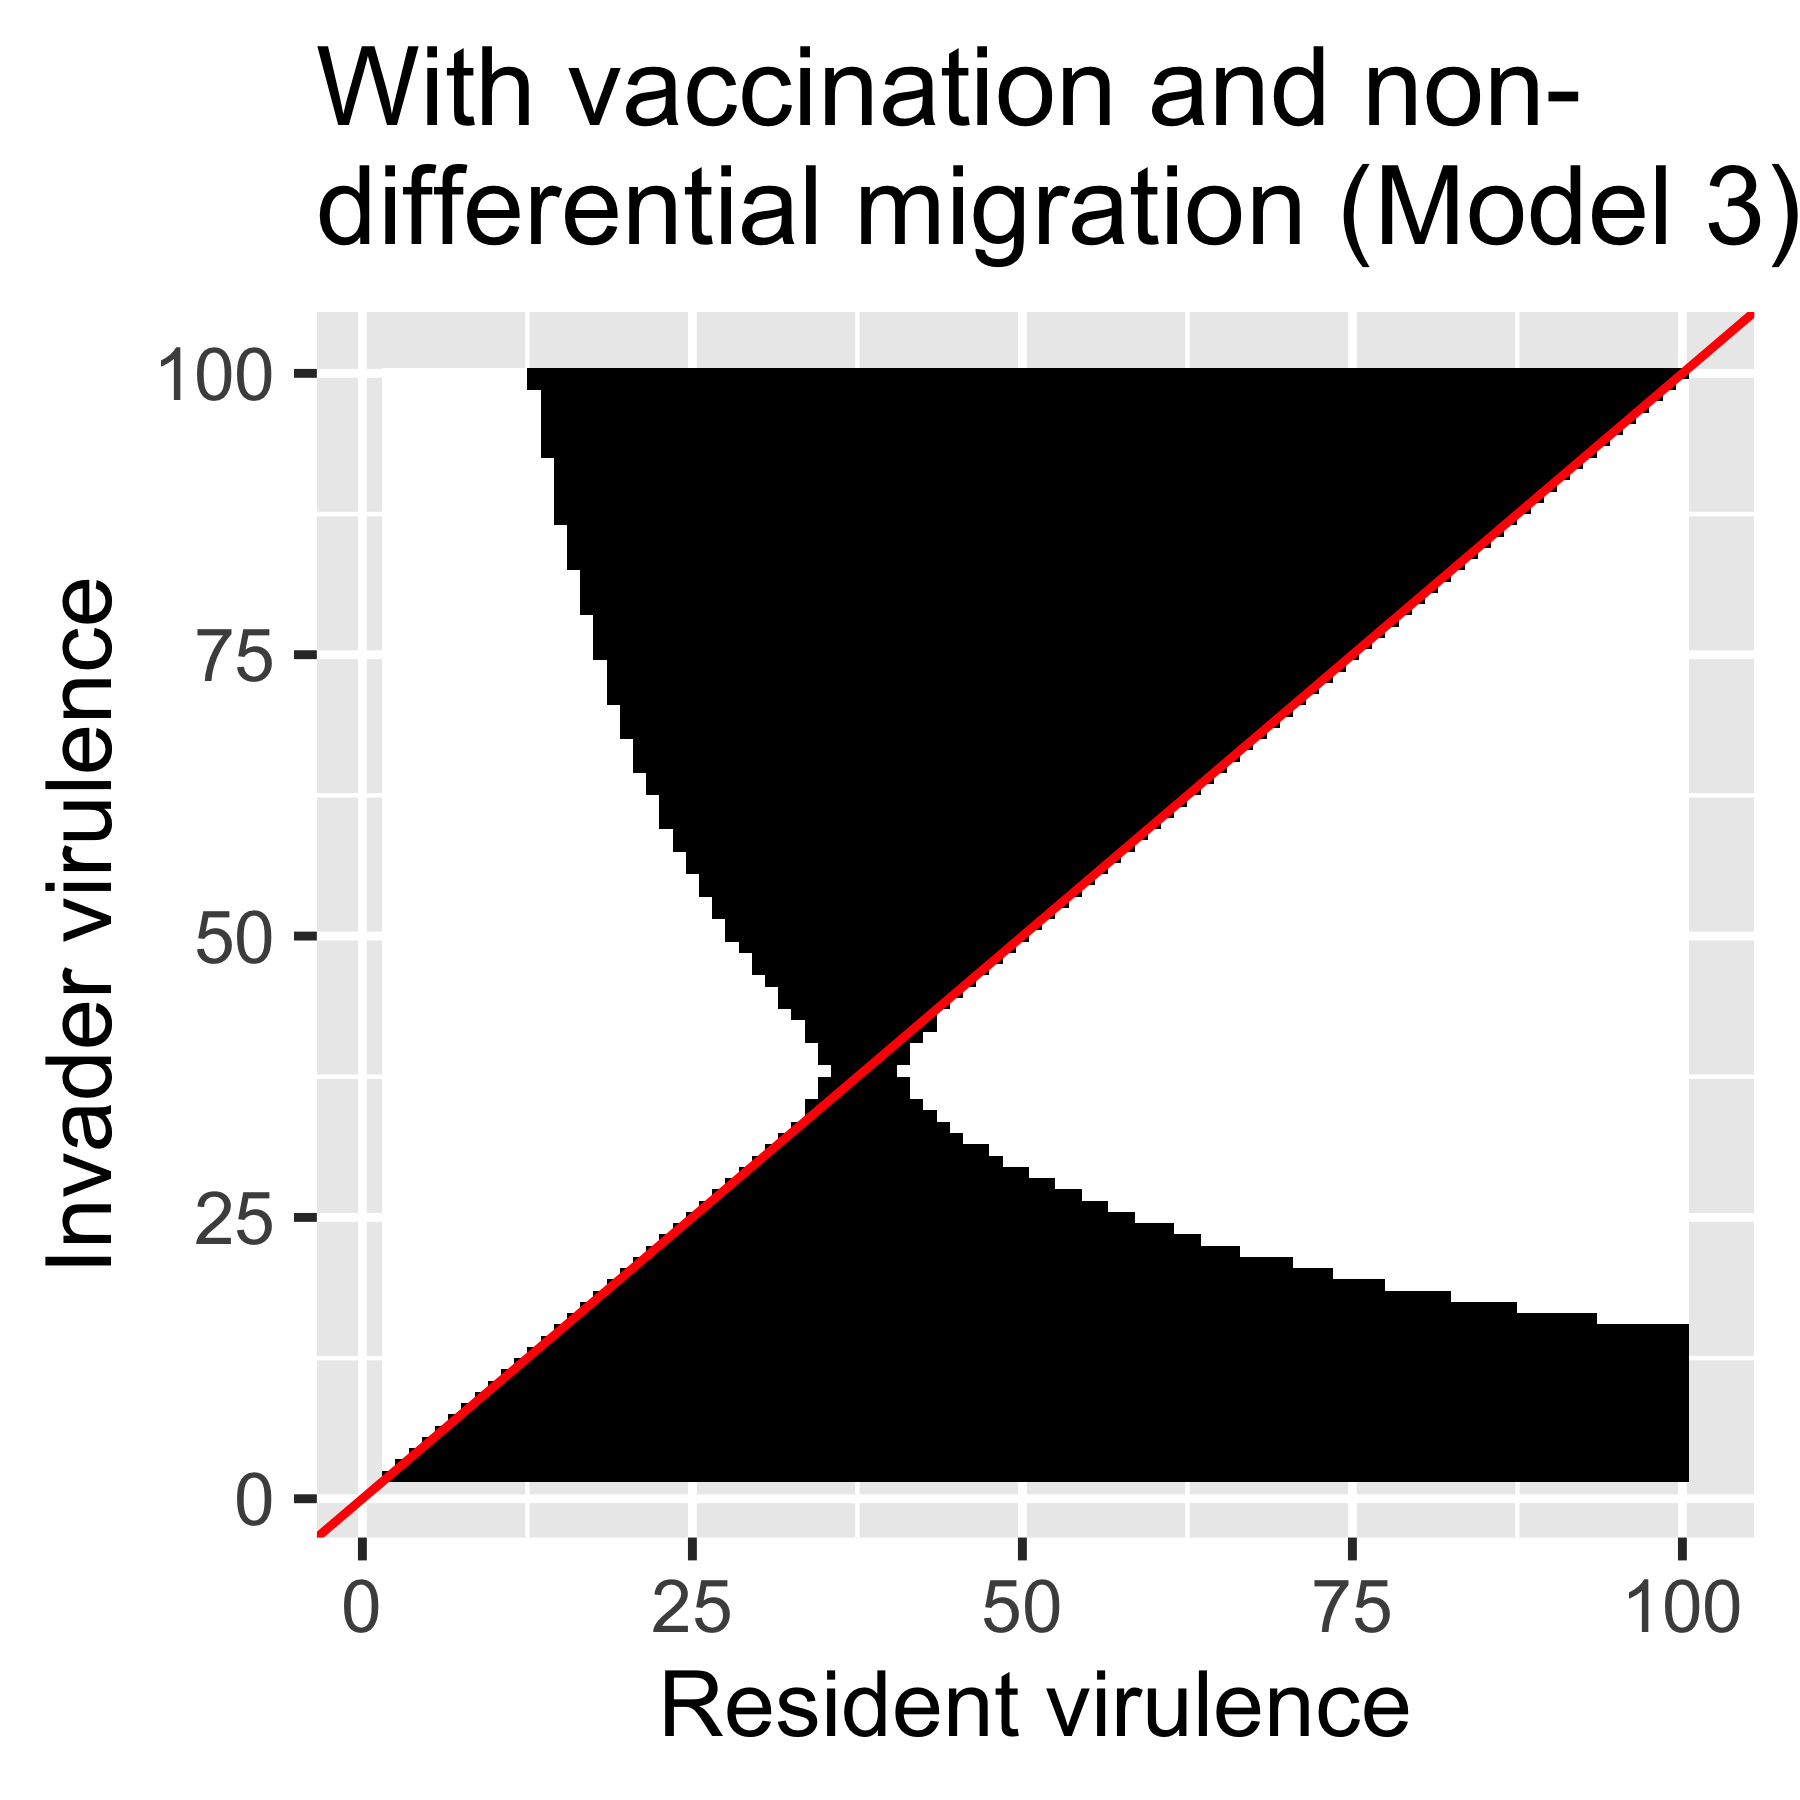 With vaccination and non-
differential migration (Model 3)
Invader virulence
100
75
50
25
0
0 25 50 75 100
Resident virulence